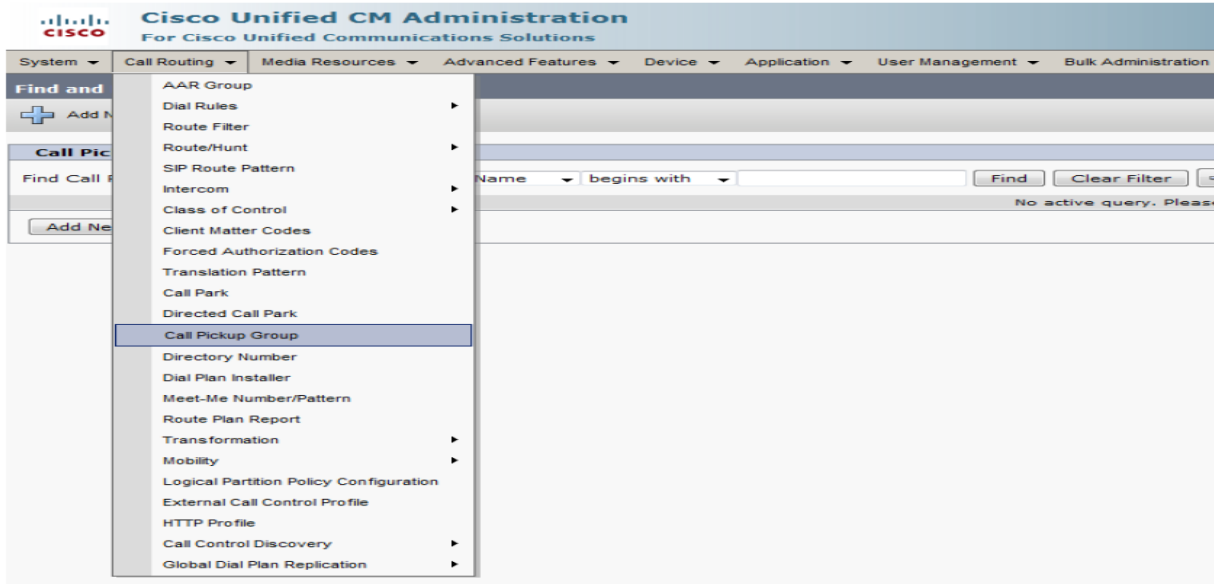 Cisco Unified CM Administration
CISCO For Cisco Unified Communications Solutions
System Call Routing Media Resources Advanced Features Device Application User Management Bulk Administration
Find and
Add N
Call Pic
Find Call Name begins with Find Clear Filter
No active query. Pleas
Add Ne
AAR Group
Dial Rules
Route Filter
Route/Hunt
SIP Route Pattern
Intercom
Class of Control
Client Matter Codes
Forced Authorization Codes
Translation Pattern
Call Park
Directed Call Park
Call Pickup Group
Directory Number
Dial Plan Installer
Meet-Me Number/Pattern
Route Plan Report
Transformation
Mobility
Logical Partition Policy Configuration
External Call Control Profile
HTTP Profile
Call Control Discovery
Global Dial Plan Replication